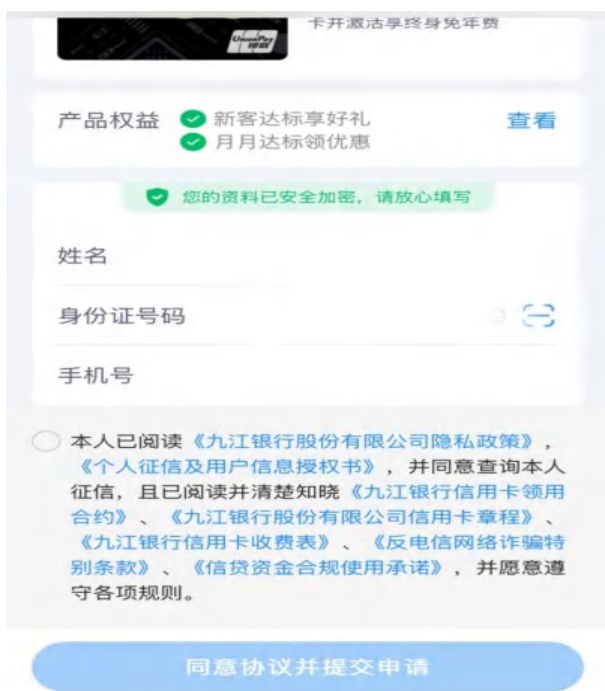 卡并激活享终身免年费
UnionPay
银联
产品权益
新客达标享好礼
查看
月月达标领优惠
您的资料已安全加密，请放心填写
姓名
身份证号码
手机号
本人已阅读《九江银行股份有限公司隐私政策》，
《个人征信及用户信息授权书》，并同意查询本人
征信，且已阅读并清楚知晓《九江银行信用卡领用
合约》、《九江银行股份有限公司信用卡章程》、
《九江银行信用卡收费表》、《反电信网络诈骗特
别条款》、《信贷资金合规使用承诺》，并愿意遵
守各项规则。
同意协议并提交申请